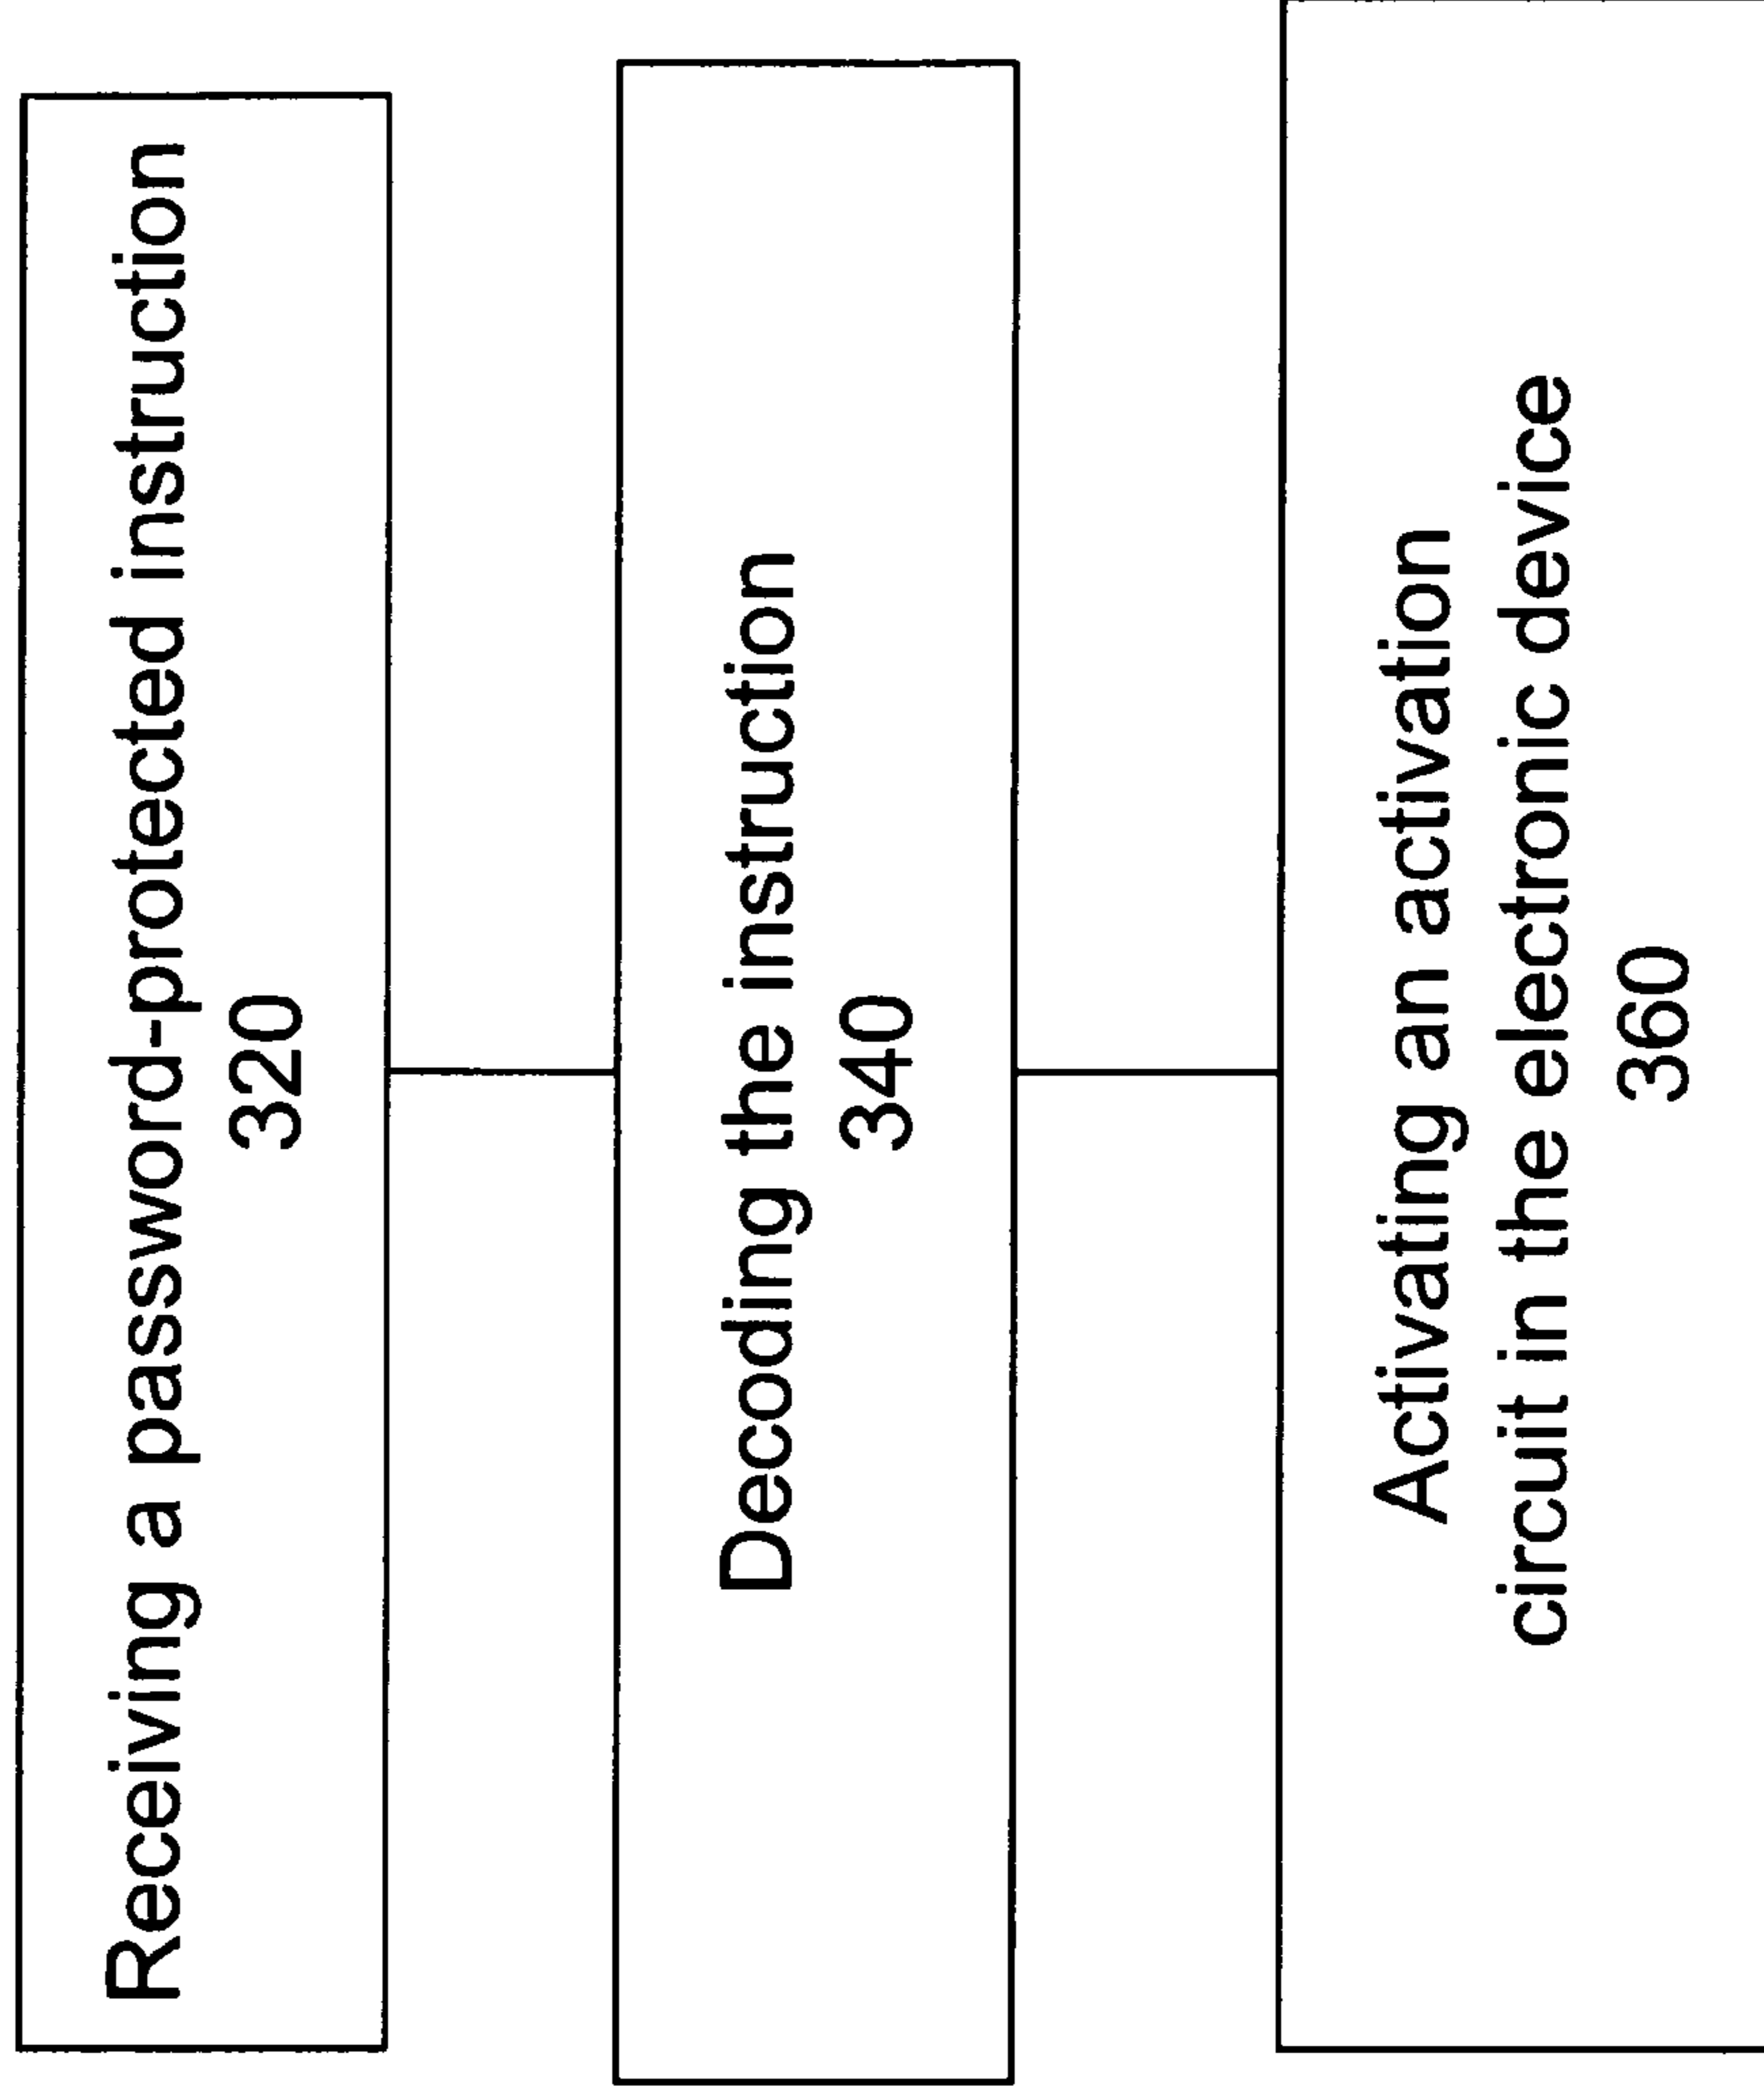 Receiving a password-protected instruction
320
Decoding the instruction
340
Activating an activation
circuit in the electronic device
360